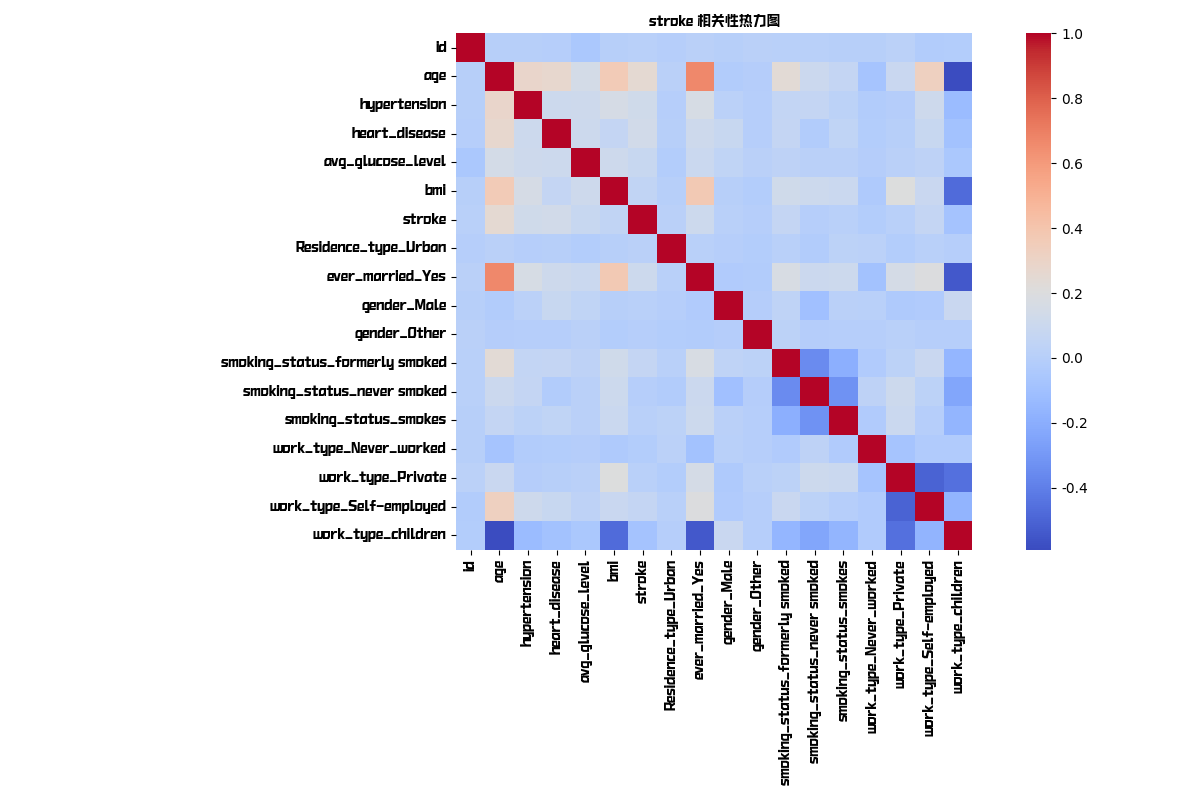 stroke 相关性热力图
id
age
hypertension
heart_disease
avg_glucose_level
bmi
stroke
Residence_type_Urban
ever_married_Yes
gender_Male
gender_Other
smoking_status_formerly smoked
smoking_status_never smoked
smoking_status_smokes
work_type_Never_worked
work_type_Private
work_type_Self-employed
work_type_children
id
age
hypertension
heart_disease
avg_glucose_level
bmi
stroke
Residence_type_Urban
ever_married_Yes
gender_Male
gender_Other
smoking_status_formerly smoked
smoking_status_never smoked
smoking_status_smokes
work_type_Never_worked
work_type_Private
work_type_Self-employed
work_type_children
1.0
0.8
0.6
0.4
0.2
0.0
-0.2
-0.4